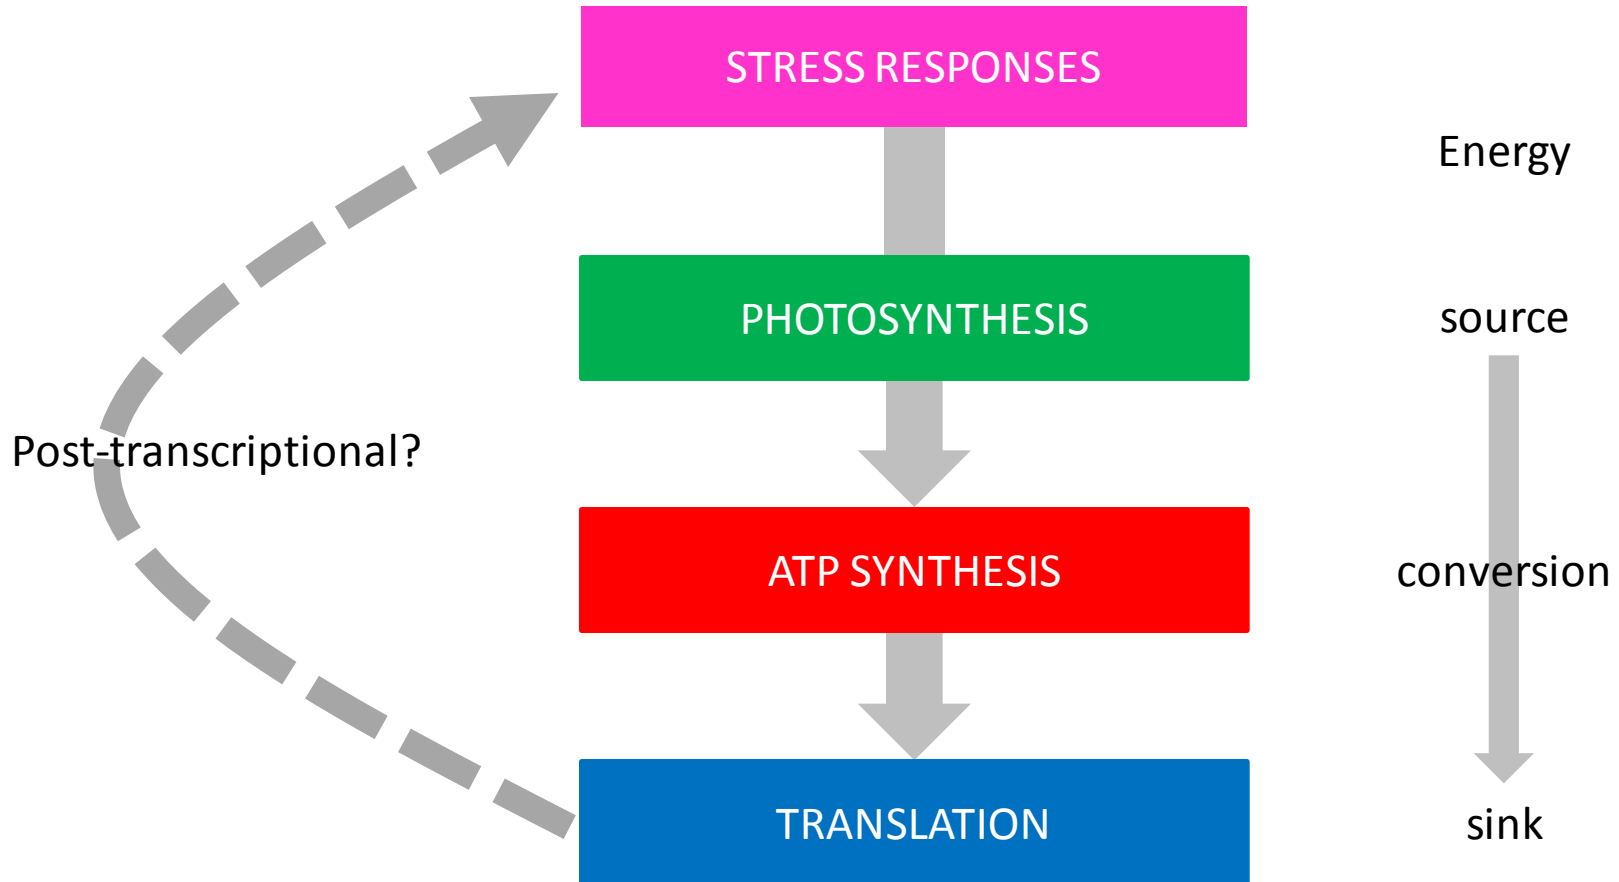 STRESS RESPONSES
Energy
PHOTOSYNTHESIS
source
Post-transcriptional?
ATP SYNTHESIS
conversion
TRANSLATION
sink